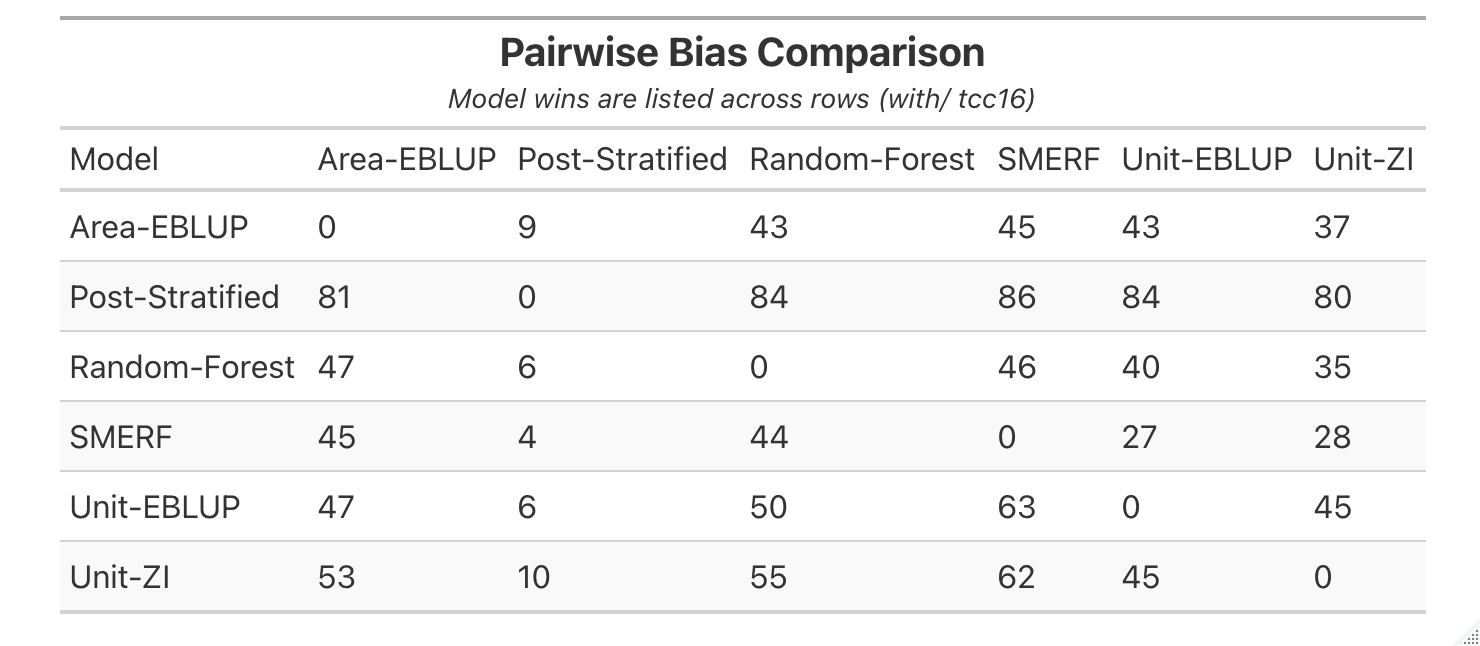 Pairwise Bias Comparison
Model wins are listed across rows (with/ tcc16)
Model Area-EBLUP Post-Stratified Random-Forest SMERF Unit-EBLUP Unit-ZI
Area-EBLUP 0 9 43 45 43 37
Post-Stratified 81 0 84 86 84 80
Random-Forest 47 6 0 46 40 35
SMERF 45 4 44 0 27 28
Unit-EBLUP 47 6 50 63 0 45
Unit-ZI 53 10 55 62 45 0